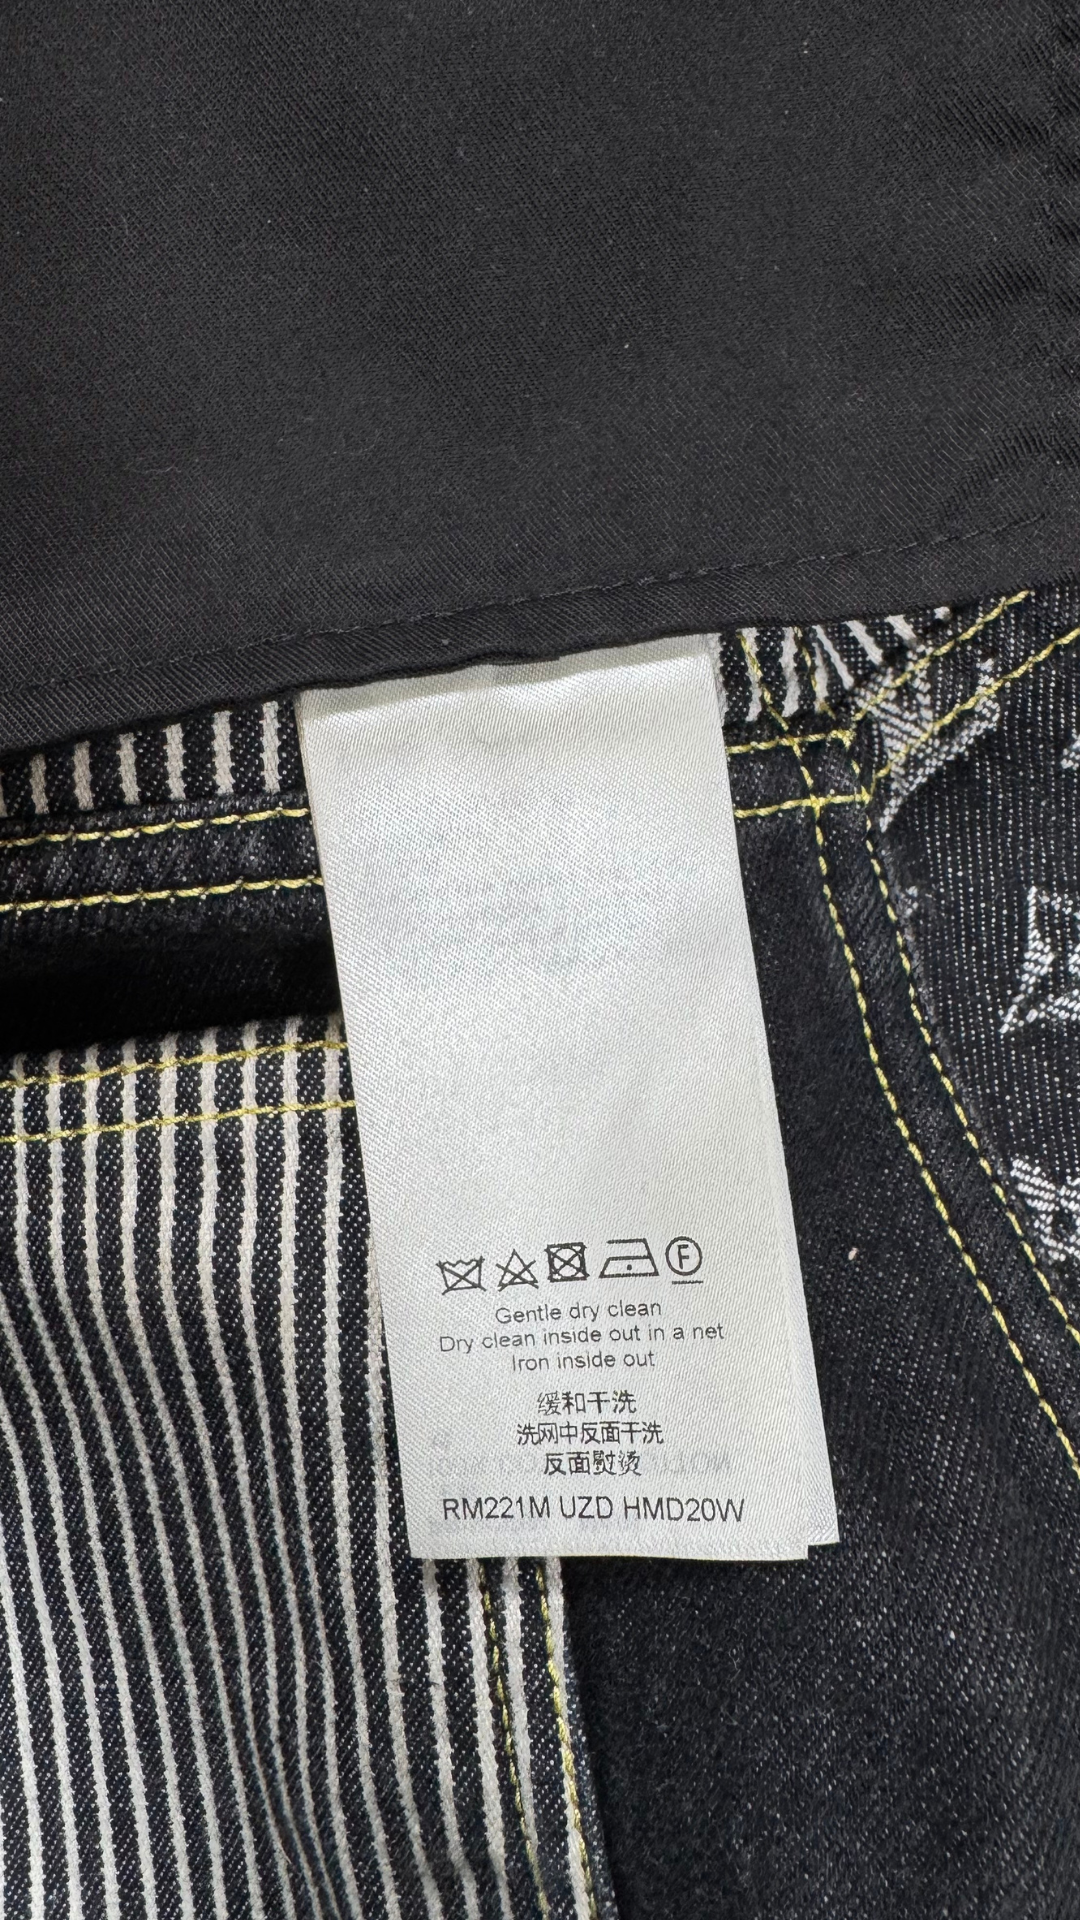 F
Gentle dry clean
Dry clean inside out in a net
Iron inside out
缓和干洗
洗网中反面干洗
反面熨烫
RM221M UZD HMD20W